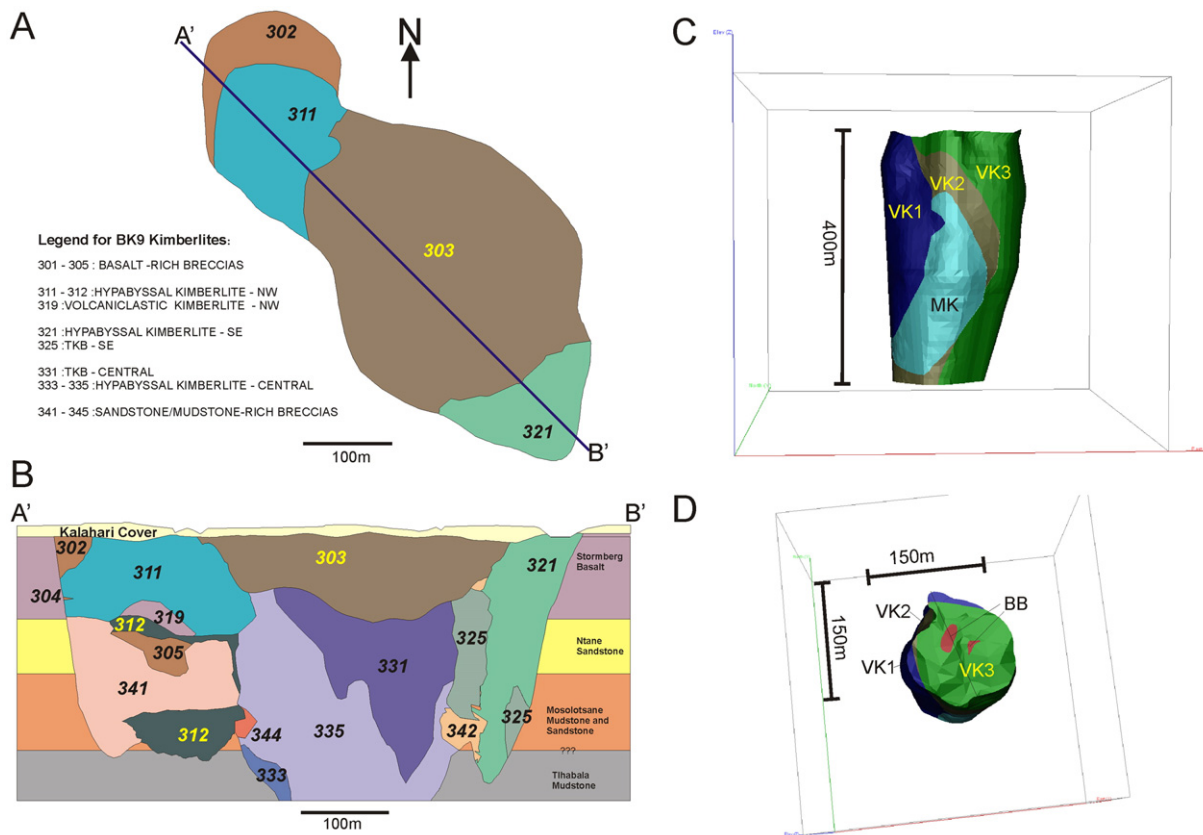 A
A'
302
N
311
303
Legend for BK9 Kimberlites:
301 - 305 : BASALT -RICH BRECCIAS
311 - 312 :HYPABYSSAL KIMBERLITE - NW
319 :VOLCANICLASTIC KIMBERLITE - NW
321 :HYPABYSSAL KIMBERLITE - SE
325 :TKB - SE
331 :TKB - CENTRAL
333 - 335 :HYPABYSSAL KIMBERLITE - CENTRAL
341 - 345 :SANDSTONE/MUDSTONE-RICH BRECCIAS
321
100m
B'
B
A'
B'
Kalahari Cover
302
303
321
Stormberg
Basalt
311
304
319
312
305
325
Ntane
Sandstone
331
341
325
312
344
335
342
Mosolotsane
Mudstone and
Sandstone
???
333
Tlhabala
Mudstone
100m
C
400m
VK1
VK2
VK3
MK
D
150m
150m
VK2
BB
VK1
VK3